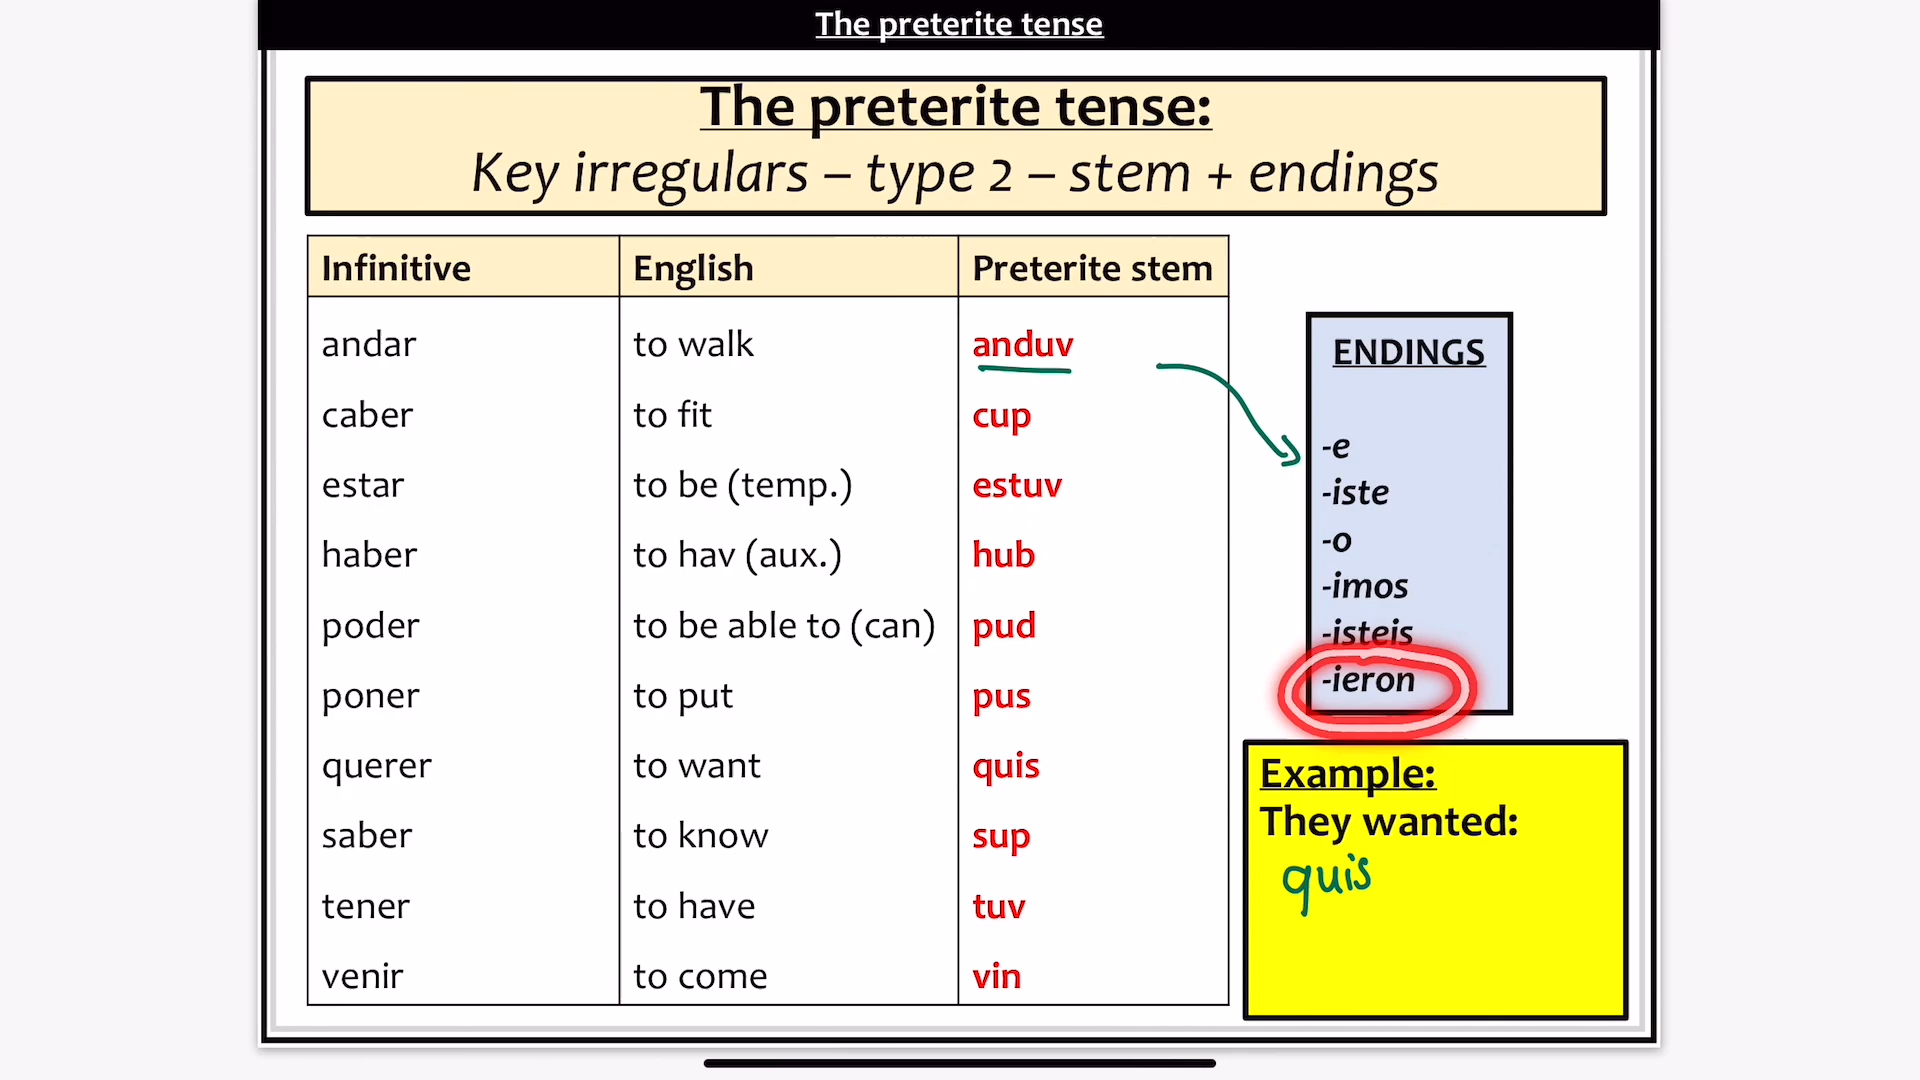 The preterite tense
The preterite tense:
Key irregulars – type 2 – stem + endings
Infinitive English Preterite stem
andar to walk anduv
caber to fit cup
estar to be (temp.) estuv
haber to hav (aux.) hub
poder to be able to (can) pud
poner to put pus
querer to want quis
saber to know sup
tener to have tuv
venir to come vin
ENDINGS
-e
-iste
-o
-imos
-isteis
-ieron
Example:
They wanted:
quis